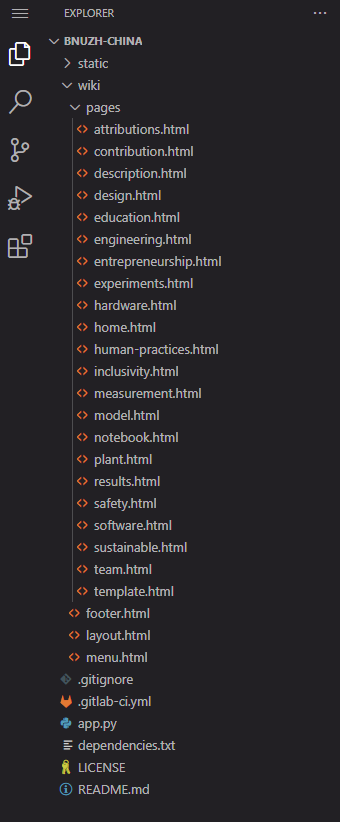 EXPLORER
BNUZH-CHINA
static
wiki
pages
attributions.html
contribution.html
description.html
design.html
education.html
engineering.html
entrepreneurship.html
experiments.html
hardware.html
home.html
human-practices.html
inclusivity.html
measurement.html
model.html
notebook.html
plant.html
results.html
safety.html
software.html
sustainable.html
team.html
template.html
footer.html
layout.html
menu.html
.gitignore
.gitlab-ci.yml
app.py
dependencies.txt
LICENSE
README.md